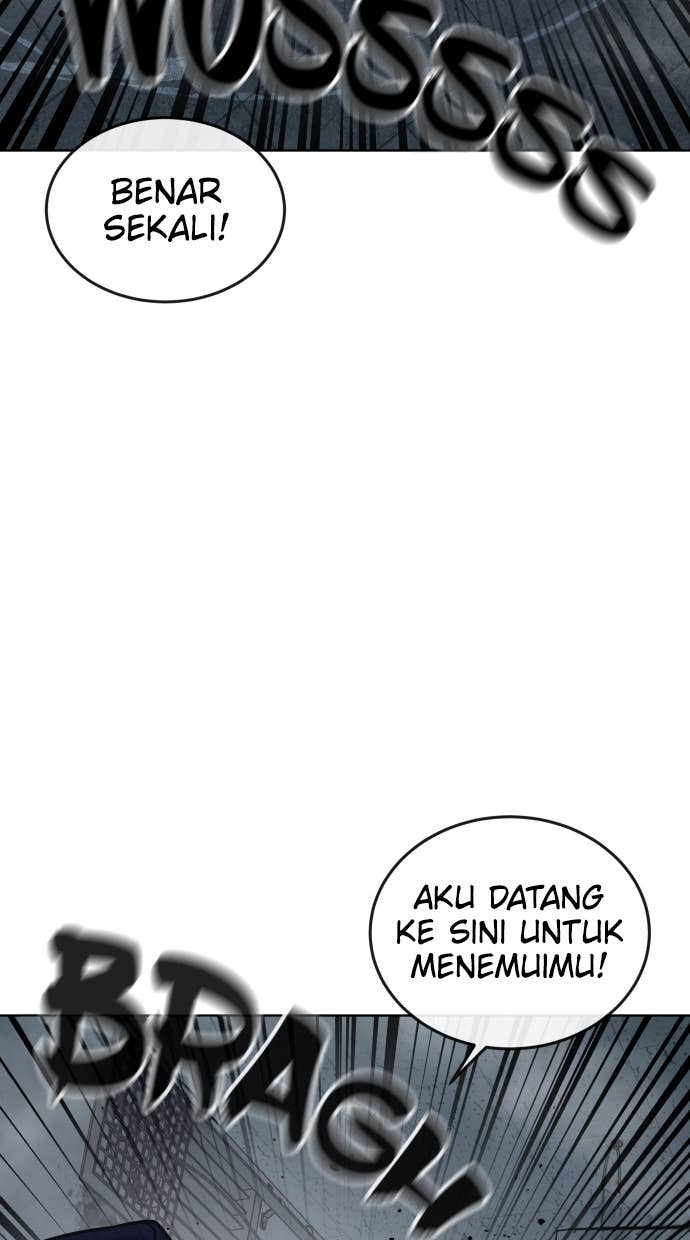 WUSSSSS
BENAR
SEKALI!
AKU DATANG
KE SINI UNTUK
MENEMUIMU!
BRAGH